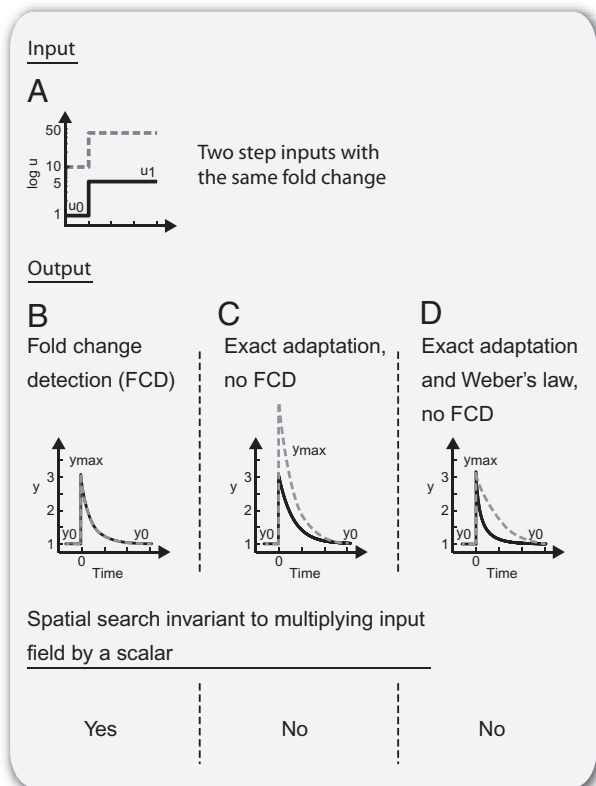 Input
A
50
10
5
1
log u
u0
u1
Two step inputs with
the same fold change
Output
B
Fold change
detection (FCD)
C
Exact adaptation,
no FCD
D
Exact adaptation
and Weber's law,
no FCD
ymax
3
2
1
y
y0
y0
0
Time
ymax
3
2
1
y
y0
y0
0
Time
ymax
3
2
1
y
y0
y0
0
Time
Spatial search invariant to multiplying input
field by a scalar
Yes
No
No